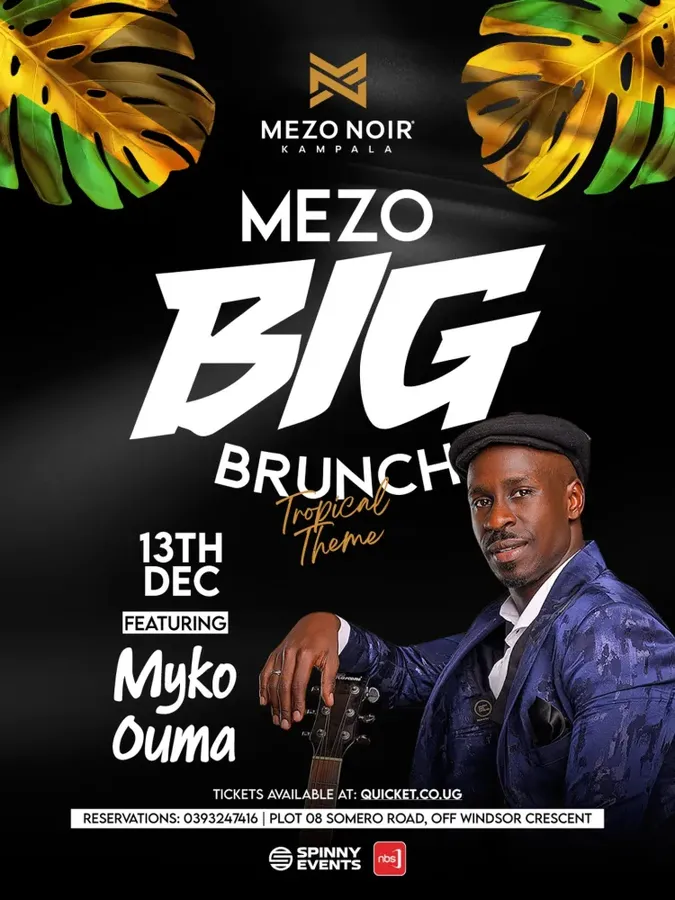 MEZO NOIR
KAMPALA
MEZO
BIG
BRUNCH
Tropical
Theme
13TH
DEC
FEATURING
Myko
Ouma
TICKETS AVAILABLE AT: QUICKET.CO.UG
RESERVATIONS: 0393247416 | PLOT 08 SOMERO ROAD, OFF WINDSOR CRESCENT
SPINNY
EVENTS
nbs